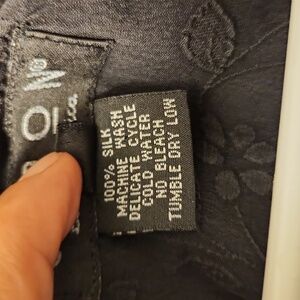 100% SILK
MACHINE WASH
DELICATE CYCLE
COLD WATER
NO BLEACH
TUMBLE DRY LOW